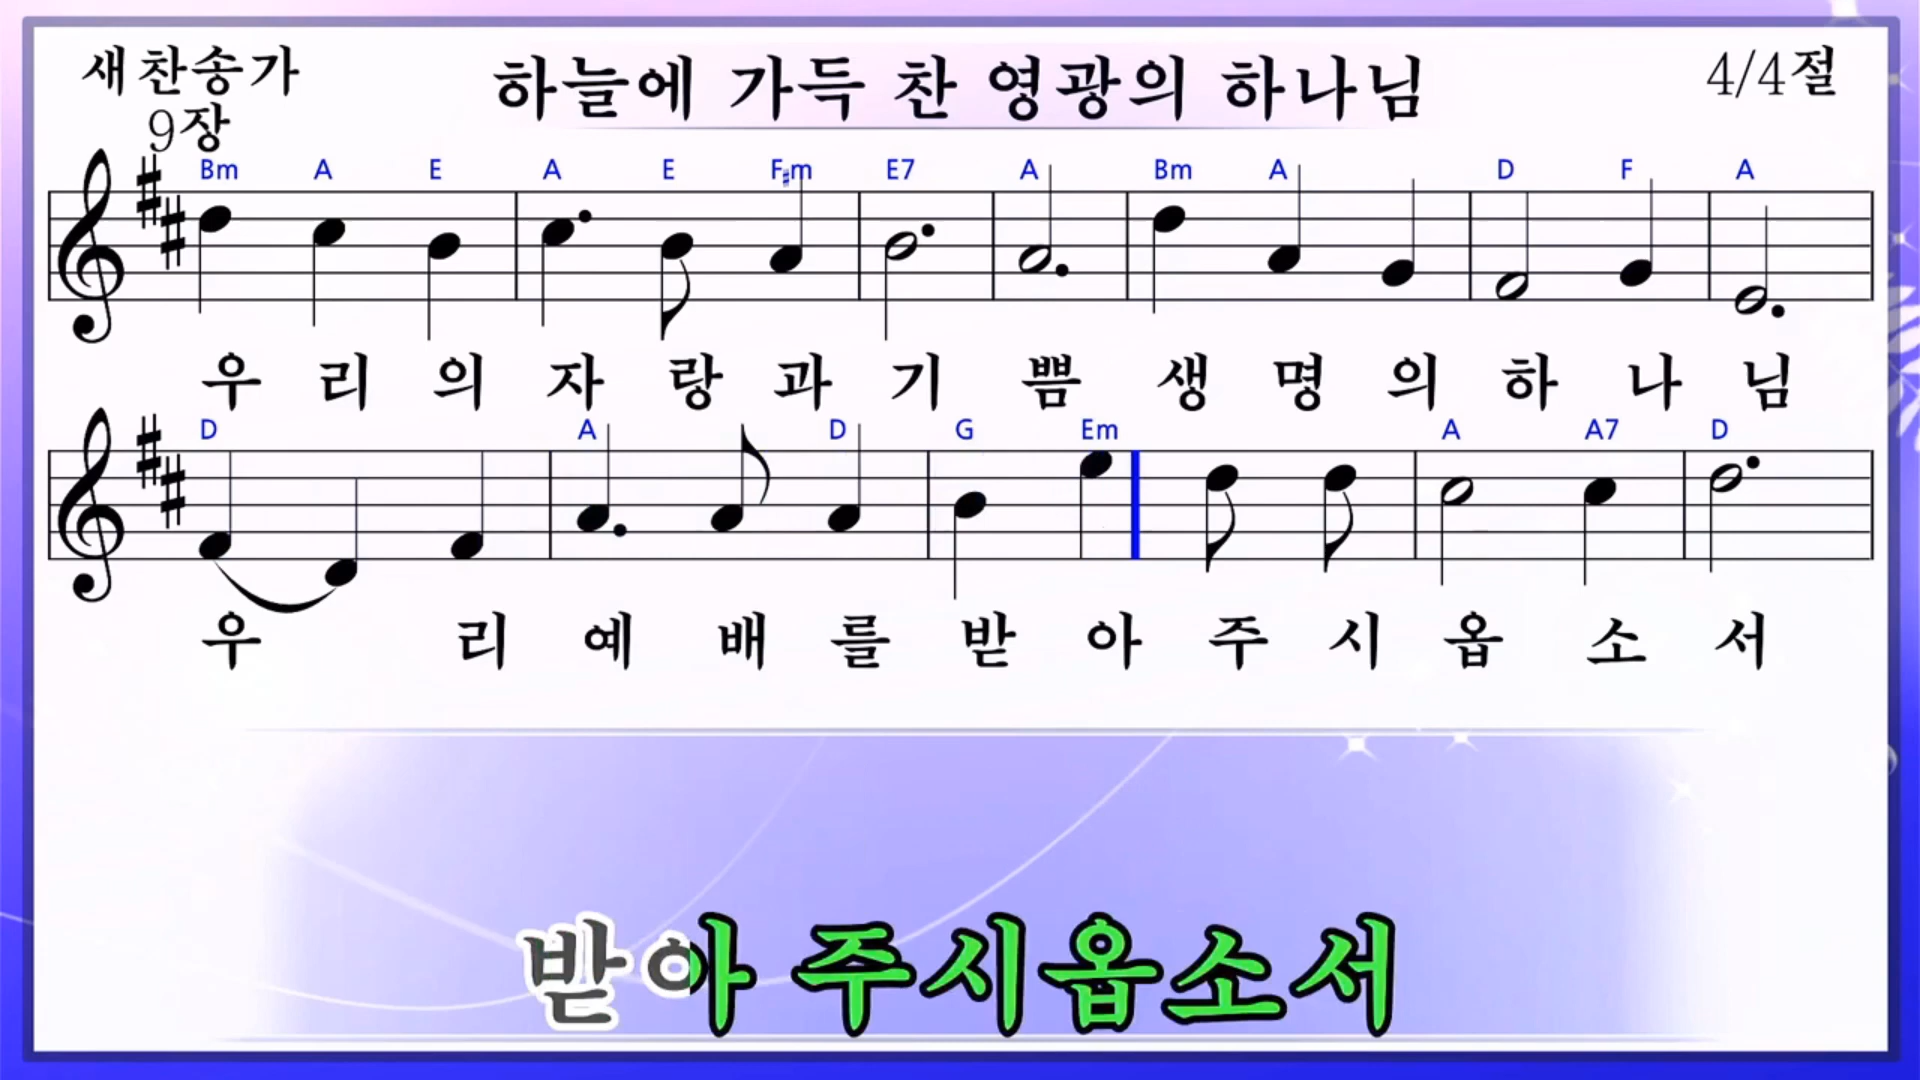 새찬송가
9장
하늘에 가득 찬 영광의 하나님
4/4절
Bm A E A E F♯m E7 A Bm A D F A
우 리 의 자 랑 과 기 쁨 생 명 의 하 나 님
D A D G Em A A7 D
우 리 예 배 를 받 아 주 시 옵 소 서
받아 주시옵소서